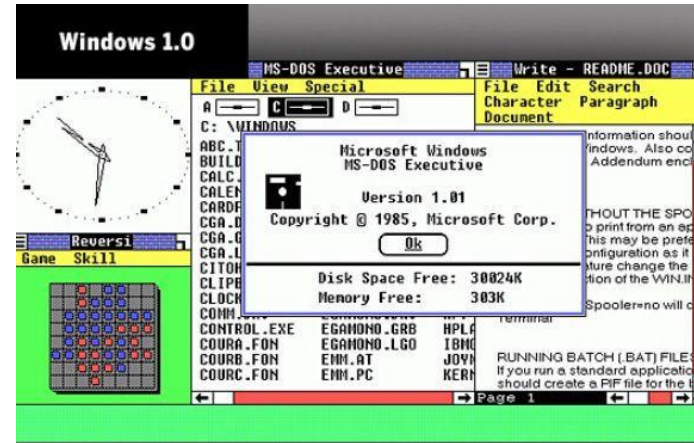 Windows 1.0
MS-DOS Executive
File View Special
A C D
C: \WINDOWS
ABC.T
BUILD
CALC.
CALEN
CARDF
CGA.D
CGA.G
CGA.L
CITOH
CLIPB
CLOCK
COMM.
CONTROL.EXE EGAMONO.GRB HPLA
COURA.FON EGAMONO.LGO IBMG
COURB.FON EMM.AT JOYN
COURC.FON EMM.PC KERN
Microsoft Windows
MS-DOS Executive
Version 1.01
Copyright © 1985, Microsoft Corp.
Ok
Disk Space Free: 30024K
Memory Free: 303K
Write - README.DOC
File Edit Search
Character Paragraph
Document
nformation shoul
indows. Also co
Addendum encl
THOUT THE SPO
o print from an ap
his may be prefe
onfiguration as it
ture change the
tion of the WIN.IN
Spooler=no will c
Terminal
RUNNING BATCH (.BAT) FILES
If you run a standard applicatio
should create a PIF file for the b
Page 1
Reversi
Game Skill